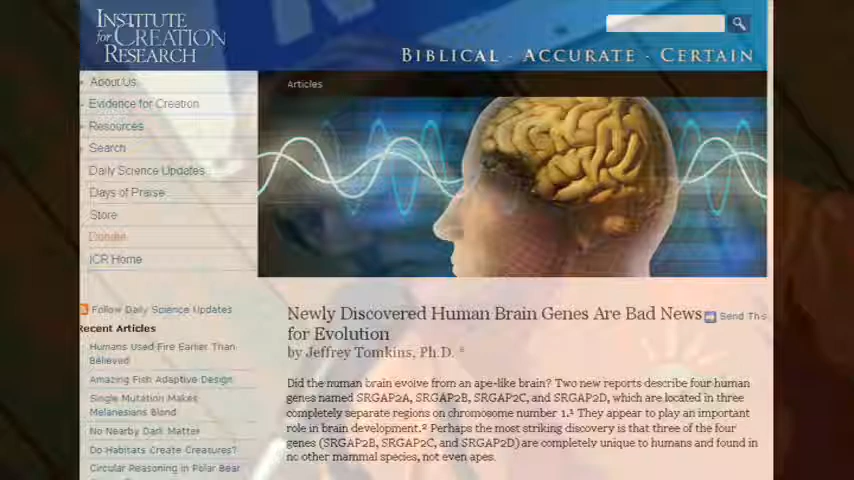 INSTITUTE
for CREATION
RESEARCH
BIBLICAL · ACCURATE · CERTAIN
About Us
Evidence for Creation
Resources
Search
Daily Science Updates
Days of Praise
Store
Donate
ICR Home
Follow Daily Science Updates
Recent Articles
Humans Used Fire Earlier Than
Believed
Amazing Fish Adaptive Design
Single Mutation Makes
Melanesians Blond
No Nearby Dark Matter
Do Habitats Create Creatures?
Circular Reasoning in Polar Bear
Articles
Newly Discovered Human Brain Genes Are Bad News
for Evolution
Send This
by Jeffrey Tomkins, Ph.D. *
Did the human brain evolve from an ape-like brain? Two new reports describe four human
genes named SRGAP2A, SRGAP2B, SRGAP2C, and SRGAP2D, which are located in three
completely separate regions on chromosome number 1.¹ They appear to play an important
role in brain development.² Perhaps the most striking discovery is that three of the four
genes (SRGAP2B, SRGAP2C, and SRGAP2D) are completely unique to humans and found in
no other mammal species, not even apes.